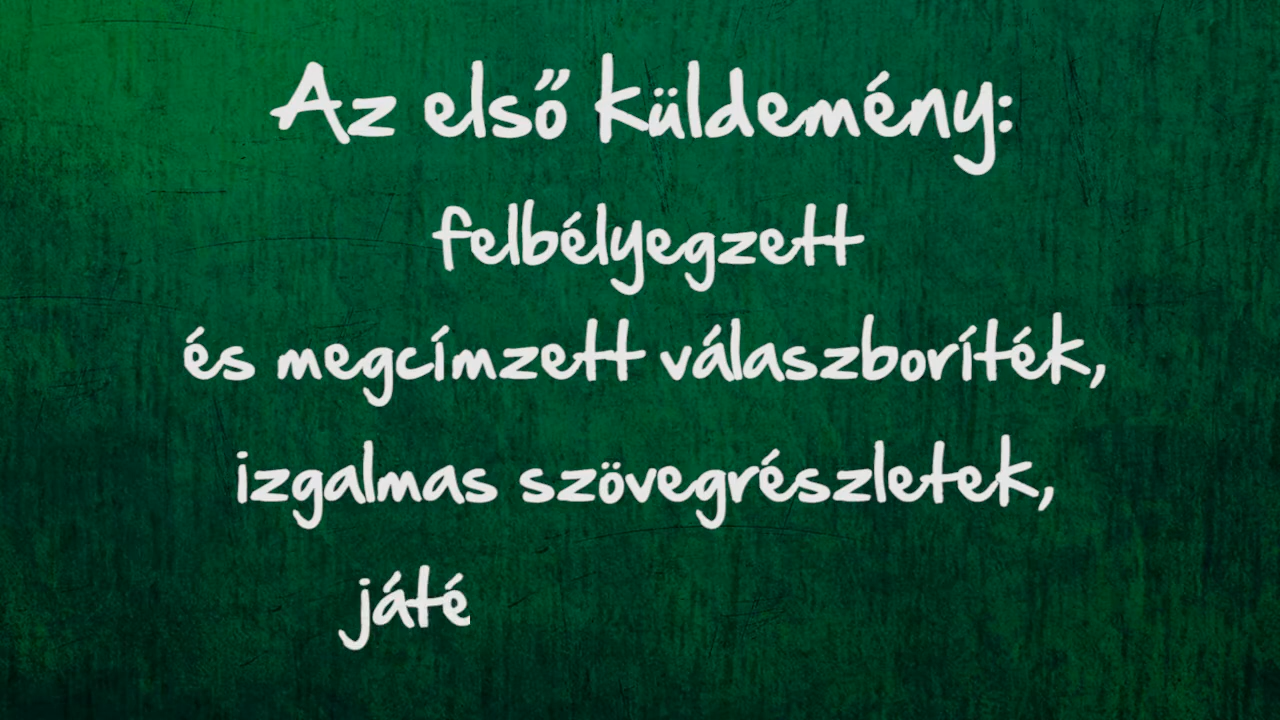 Az első küldemény:
felbélyegzett
és megcímzett válaszboríték,
izgalmas szövegrészletek,
játé